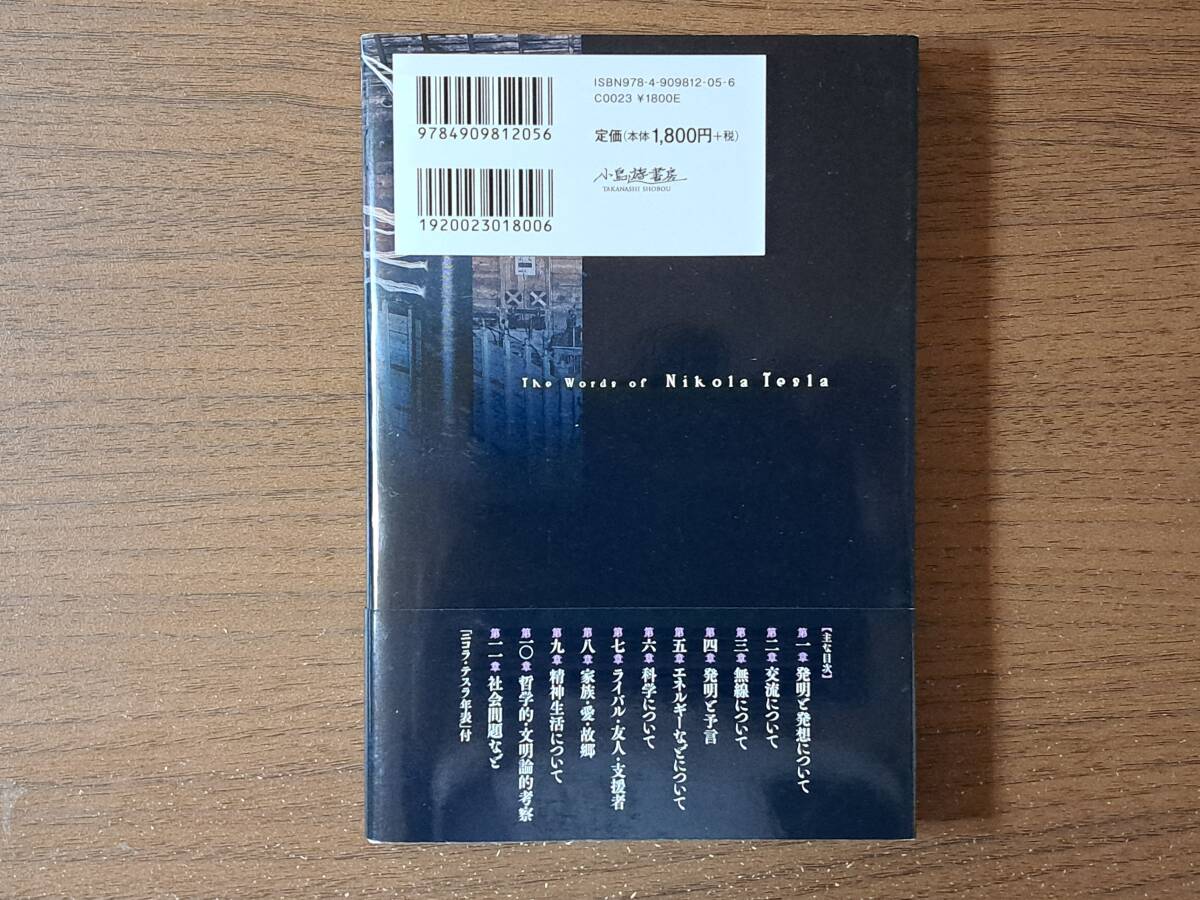 ISBN978-4-909812-05-6
C0023 ¥1800E
9784909812056
定価(本体1,800円+税)
小鳥遊書房
TAKANASHI SHOBOU
1920023018006
The Words of Nikola Tesla
【主な目次】
第一章 発明と発想について
第二章 交流について
第三章 無線について
第四章 発明と予言
第五章 エネルギーなどについて
第六章 科学について
第七章 ライバル・友人・支援者
第八章 家族・愛・故郷
第九章 精神生活について
第一〇章 哲学的・文明論的考察
第一一章 社会問題など
「ニコラ・テスラ年表」付